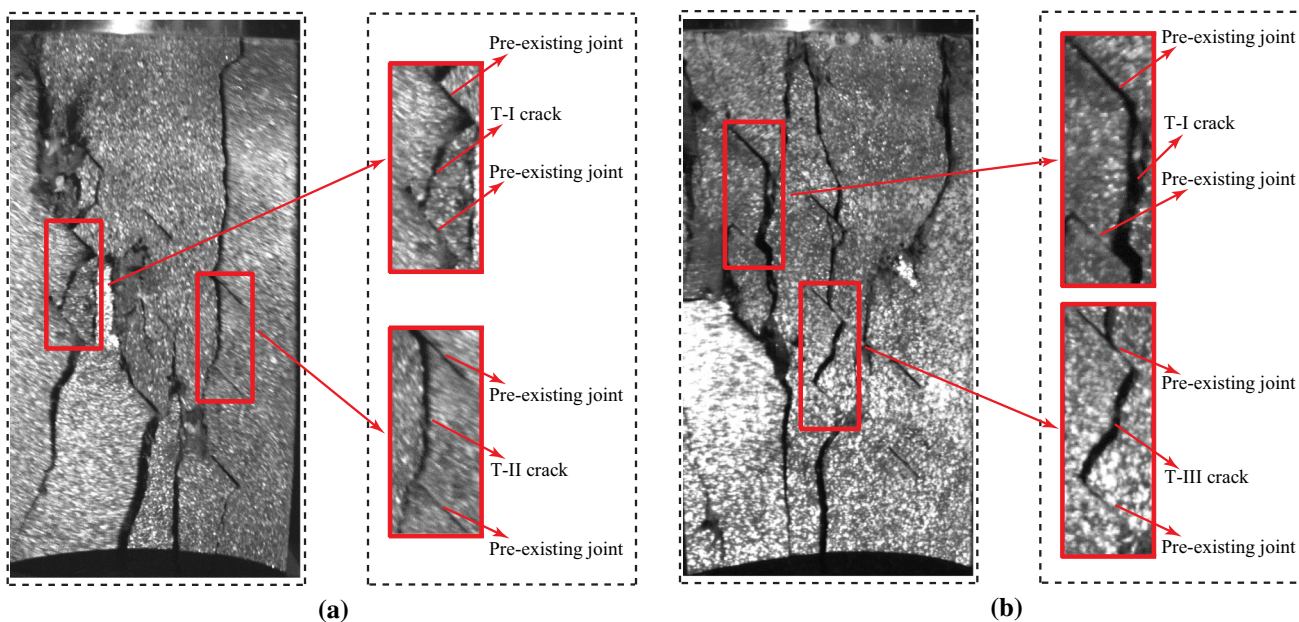 Pre-existing joint
T-I crack
Pre-existing joint
Pre-existing joint
T-II crack
Pre-existing joint
(a)
Pre-existing joint
T-I crack
Pre-existing joint
Pre-existing joint
T-III crack
Pre-existing joint
(b)